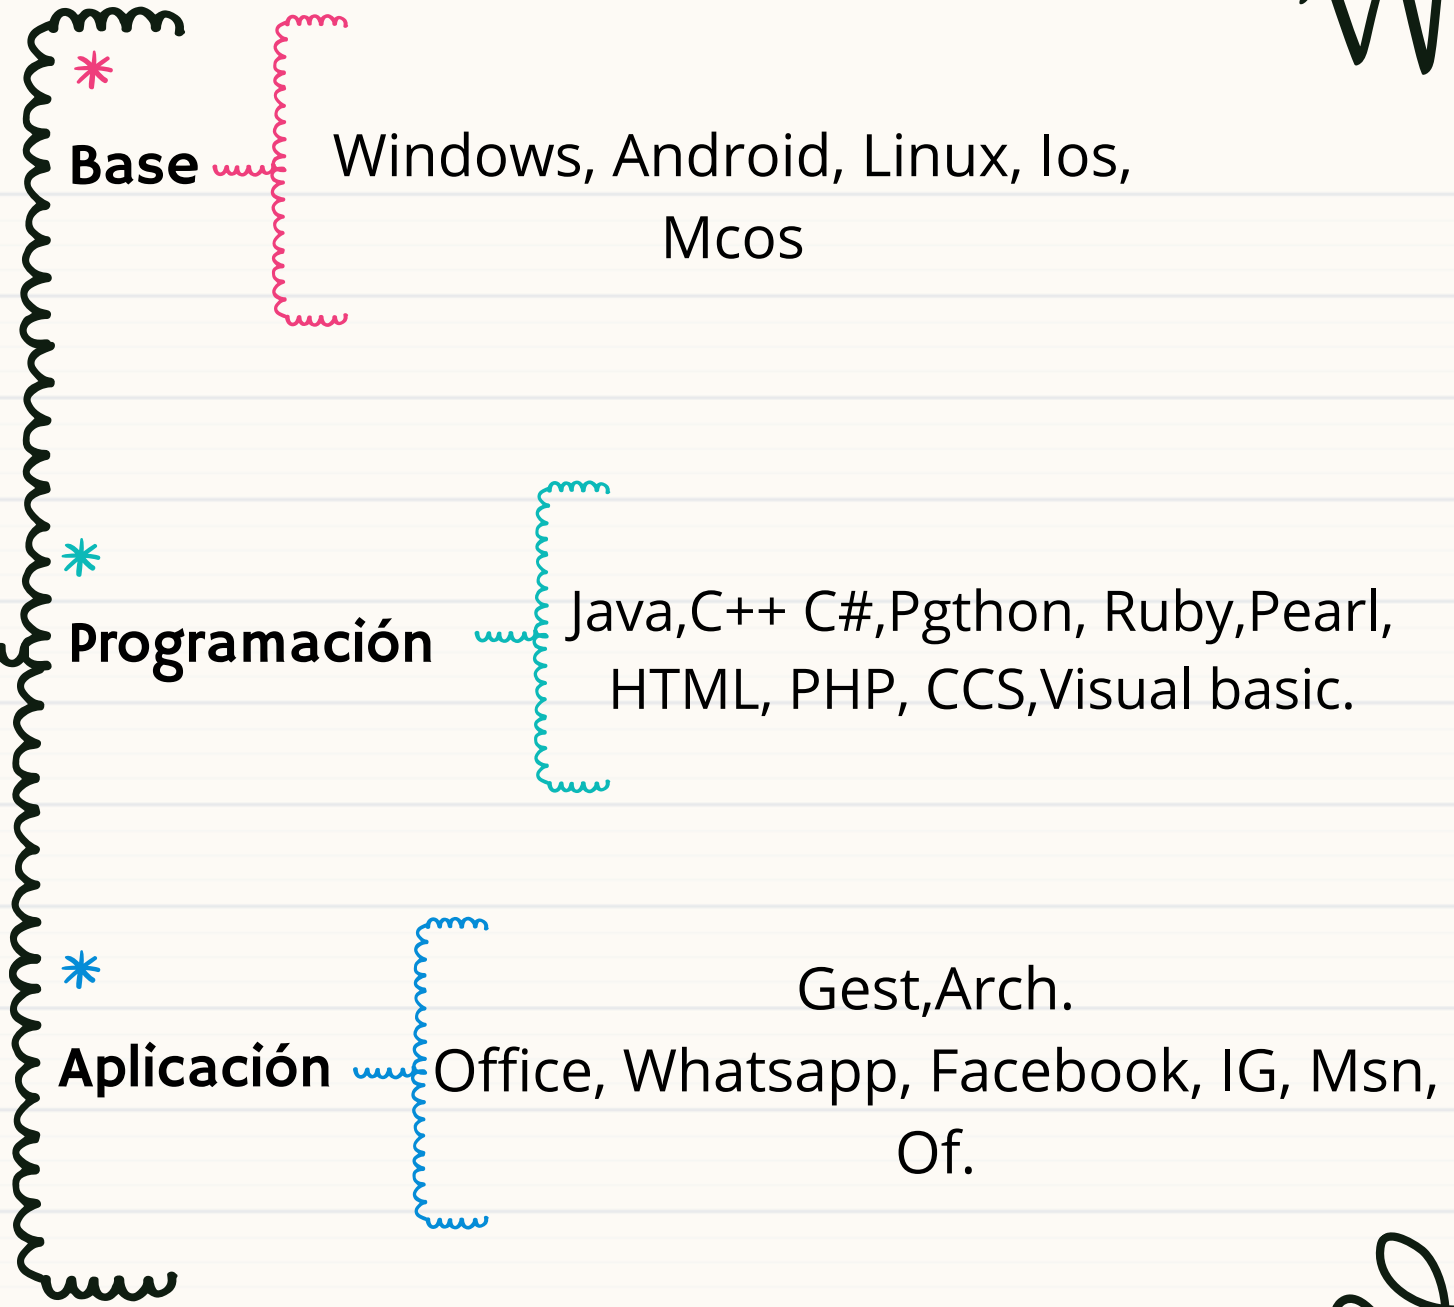 Base
Windows, Android, Linux, Ios,
Mcos
Programación
Java,C++ C#,Pgthon, Ruby,Pearl,
HTML, PHP, CCS,Visual basic.
Aplicación
Gest,Arch.
Office, Whatsapp, Facebook, IG, Msn,
Of.